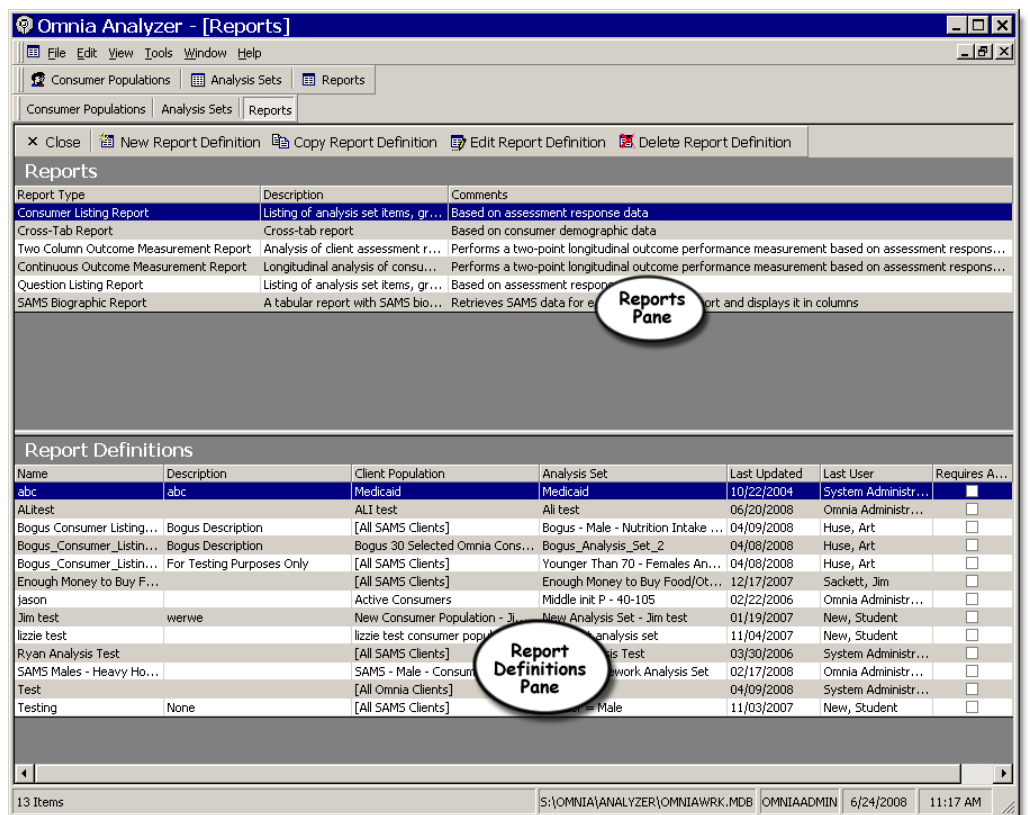 Omnia Analyzer - [Reports]
File Edit View Tools Window Help
Consumer Populations Analysis Sets Reports
Consumer Populations Analysis Sets Reports
Close New Report Definition Copy Report Definition Edit Report Definition Delete Report Definition
Reports
Report Type Description Comments
Consumer Listing Report Listing of analysis set items, gr... Based on assessment response data
Cross-Tab Report Cross-tab report Based on consumer demographic data
Two Column Outcome Measurement Report Analysis of client assessment r... Performs a two-point longitudinal outcome performance measurement based on assessment respons...
Continuous Outcome Measurement Report Longitudinal analysis of consu... Performs a two-point longitudinal outcome performance measurement based on assessment respons...
Question Listing Report Listing of analysis set items, gr... Based on assessment
SAMS Biographic Report A tabular report with SAMS bio... Retrieves SAMS data for and displays it in columns
Reports
Pane
Report Definitions
Name Description Client Population Analysis Set Last Updated Last User Requires A...
abc abc Medicaid Medicaid 10/22/2004 System Administr...
ALitest ALI test Ali test 06/20/2008 Omnia Administr...
Bogus Consumer Listing... Bogus Description [All SAMS Clients] Bogus - Male - Nutrition Intake ... 04/09/2008 Huse, Art
Bogus_Consumer_Listin... Bogus Description Bogus 30 Selected Omnia Cons... Bogus_Analysis_Set_2 04/08/2008 Huse, Art
Bogus_Consumer_Listin... For Testing Purposes Only [All SAMS Clients] Younger Than 70 - Females An... 04/08/2008 Huse, Art
Enough Money to Buy F... [All SAMS Clients] Enough Money to Buy Food/Ot... 12/17/2007 Sackett, Jim
jason Active Consumers Middle init P - 40-105 02/22/2006 Omnia Administr...
Jim test werwe New Consumer Population - Ji... New Analysis Set - Jim test 01/19/2007 New, Student
lizzie test lizzie test consumer analysis set 11/04/2007 New, Student
Ryan Analysis Test [All SAMS Clients] Test 03/30/2006 System Administr...
SAMS Males - Heavy Ho... SAMS - Male - Analysis Set 02/17/2008 Omnia Administr...
Test [All Omnia Clients] 04/09/2008 System Administr...
Testing None [All SAMS Clients] = Male 11/03/2007 New, Student
Report
Definitions
Pane
13 Items S:\OMNIA\ANALYZER\OMNIAWRK.MDB OMNIAADMIN 6/24/2008 11:17 AM